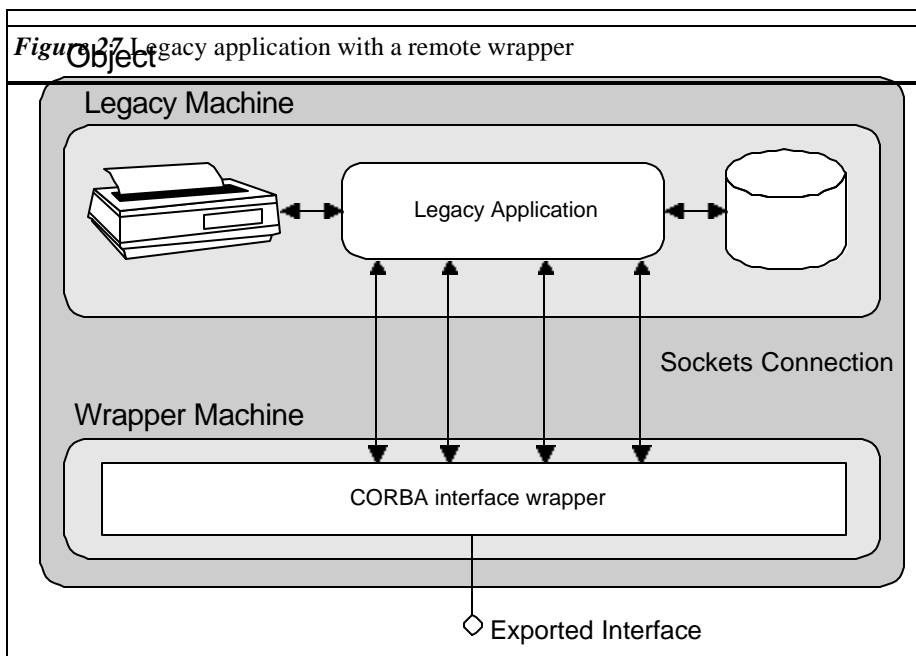 Figure 27 Legacy application with a remote wrapper
Object
Legacy Machine
Legacy Application
Sockets Connection
Wrapper Machine
CORBA interface wrapper
Exported Interface